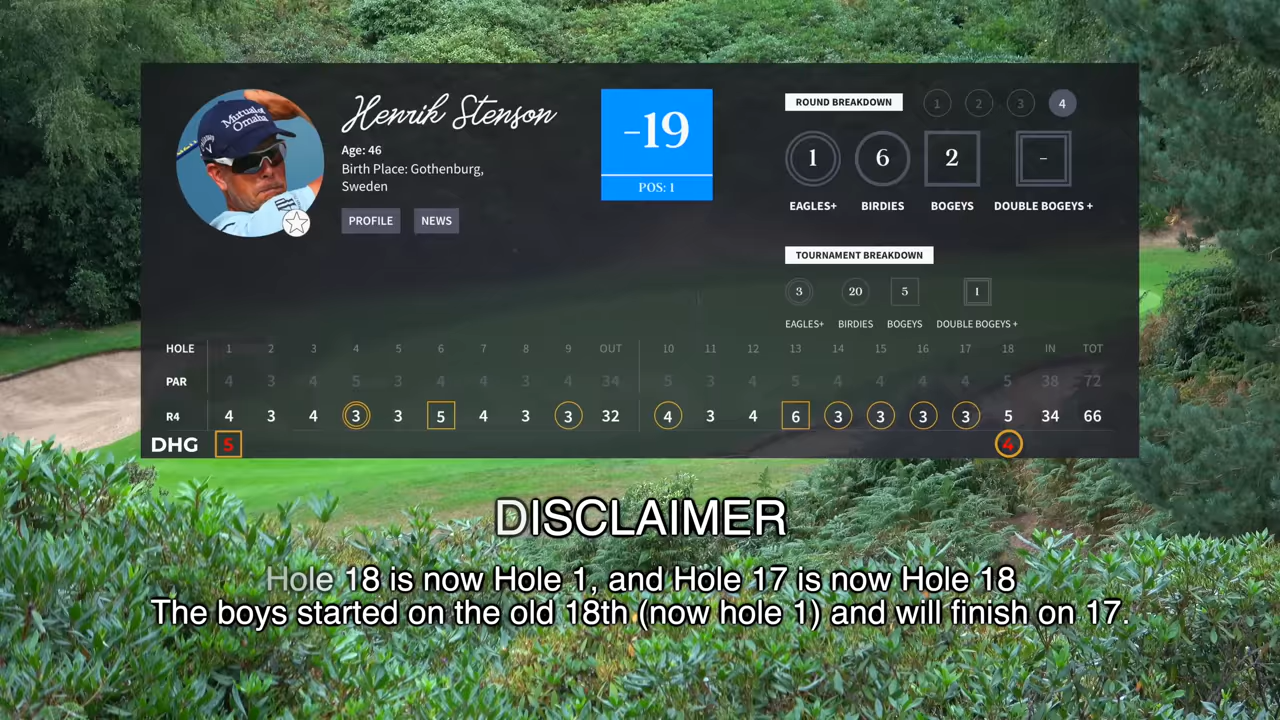 Mutual of
Omaha
Henrik Stenson
Age: 46
Birth Place: Gothenburg,
Sweden
PROFILE NEWS
-19
POS: 1
ROUND BREAKDOWN 1 2 3 4
1 6 2 -
EAGLES+ BIRDIES BOGEYS DOUBLE BOGEYS +
TOURNAMENT BREAKDOWN
3 20 5 1
EAGLES+ BIRDIES BOGEYS DOUBLE BOGEYS +
HOLE 1 2 3 4 5 6 7 8 9 OUT 10 11 12 13 14 15 16 17 18 IN TOT
PAR 4 3 4 5 3 4 4 3 4 34 5 3 4 5 4 4 4 4 5 38 72
R4 4 3 4 3 3 5 4 3 3 32 4 3 4 6 3 3 3 3 5 34 66
DHG 5 4
DISCLAIMER
Hole 18 is now Hole 1, and Hole 17 is now Hole 18
The boys started on the old 18th (now hole 1) and will finish on 17.